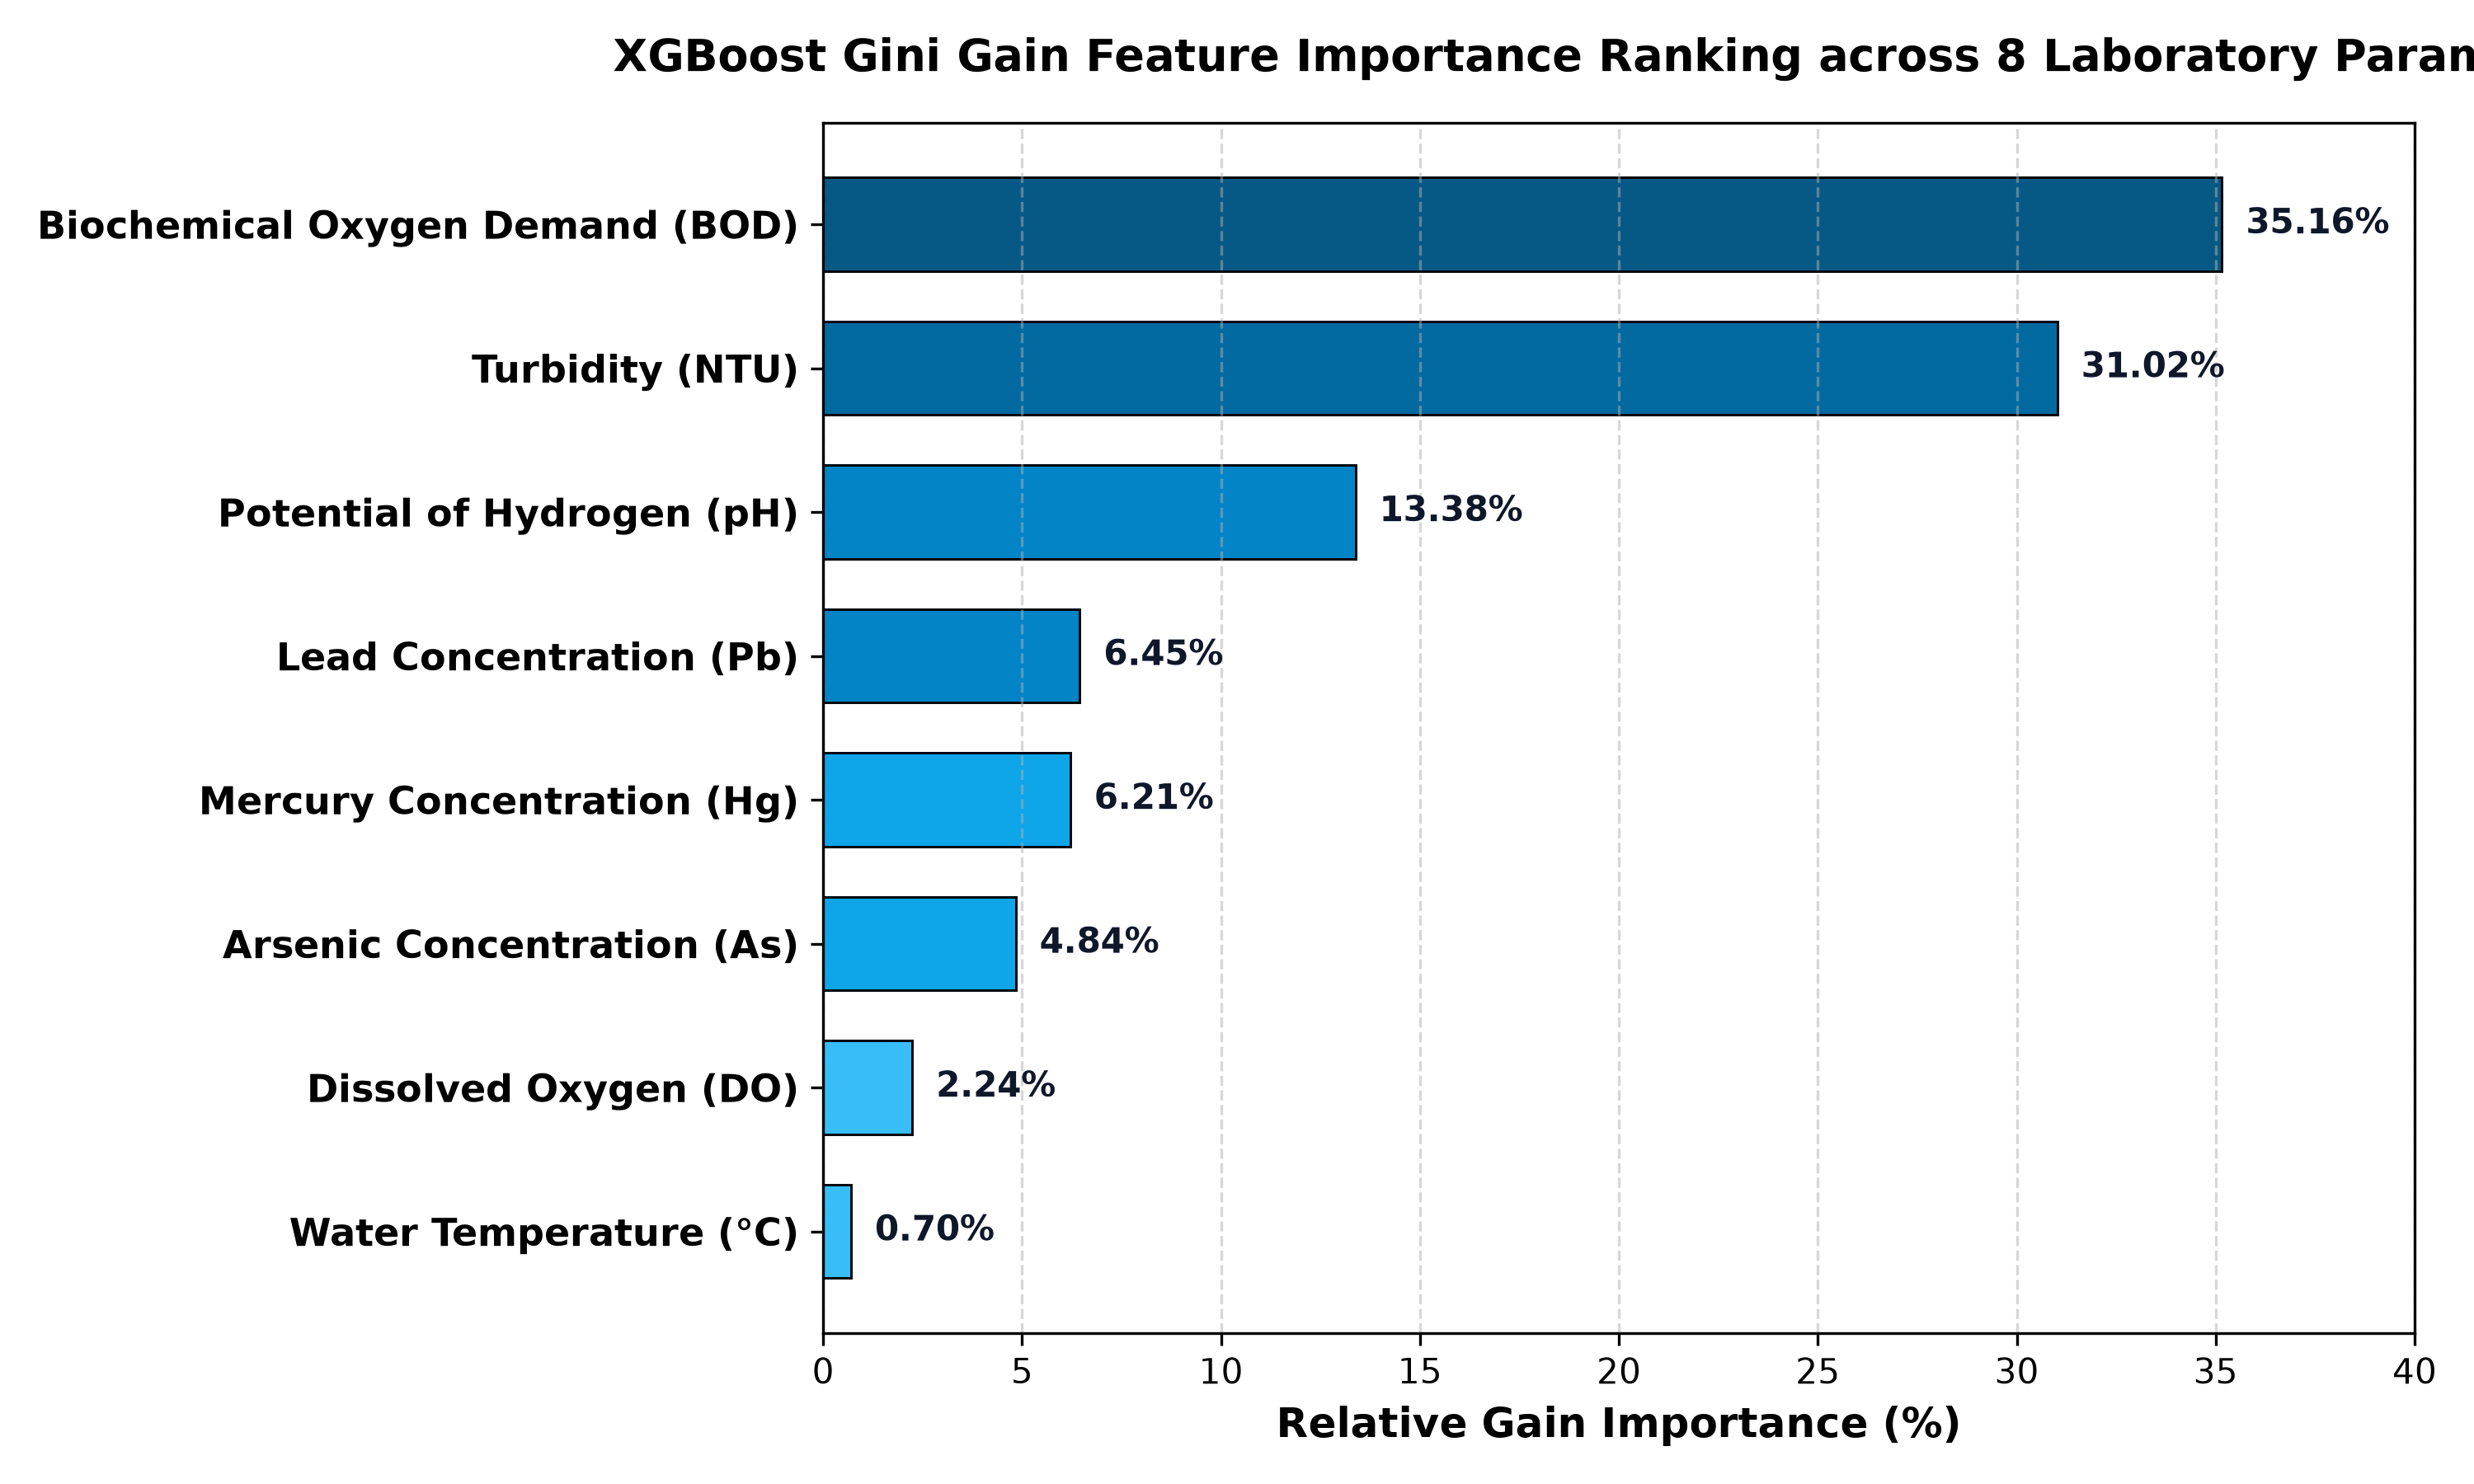 XGBoost Gini Gain Feature Importance Ranking across 8 Laboratory Param
Biochemical Oxygen Demand (BOD) 35.16%
Turbidity (NTU) 31.02%
Potential of Hydrogen (pH) 13.38%
Lead Concentration (Pb) 6.45%
Mercury Concentration (Hg) 6.21%
Arsenic Concentration (As) 4.84%
Dissolved Oxygen (DO) 2.24%
Water Temperature (°C) 0.70%
0 5 10 15 20 25 30 35 40
Relative Gain Importance (%)